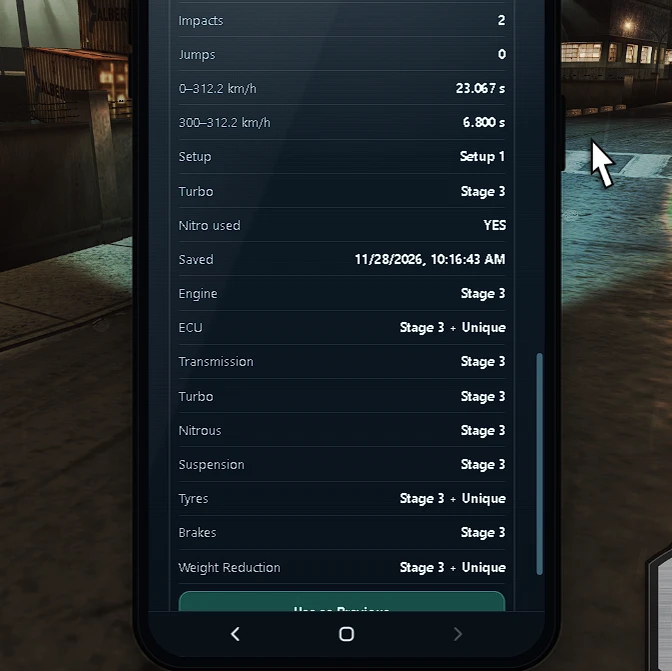 Impacts 2
Jumps 0
0–312.2 km/h 23.067 s
300–312.2 km/h 6.800 s
Setup Setup 1
Turbo Stage 3
Nitro used YES
Saved 11/28/2026, 10:16:43 AM
Engine Stage 3
ECU Stage 3 + Unique
Transmission Stage 3
Turbo Stage 3
Nitrous Stage 3
Suspension Stage 3
Tyres Stage 3 + Unique
Brakes Stage 3
Weight Reduction Stage 3 + Unique
Use as Previous